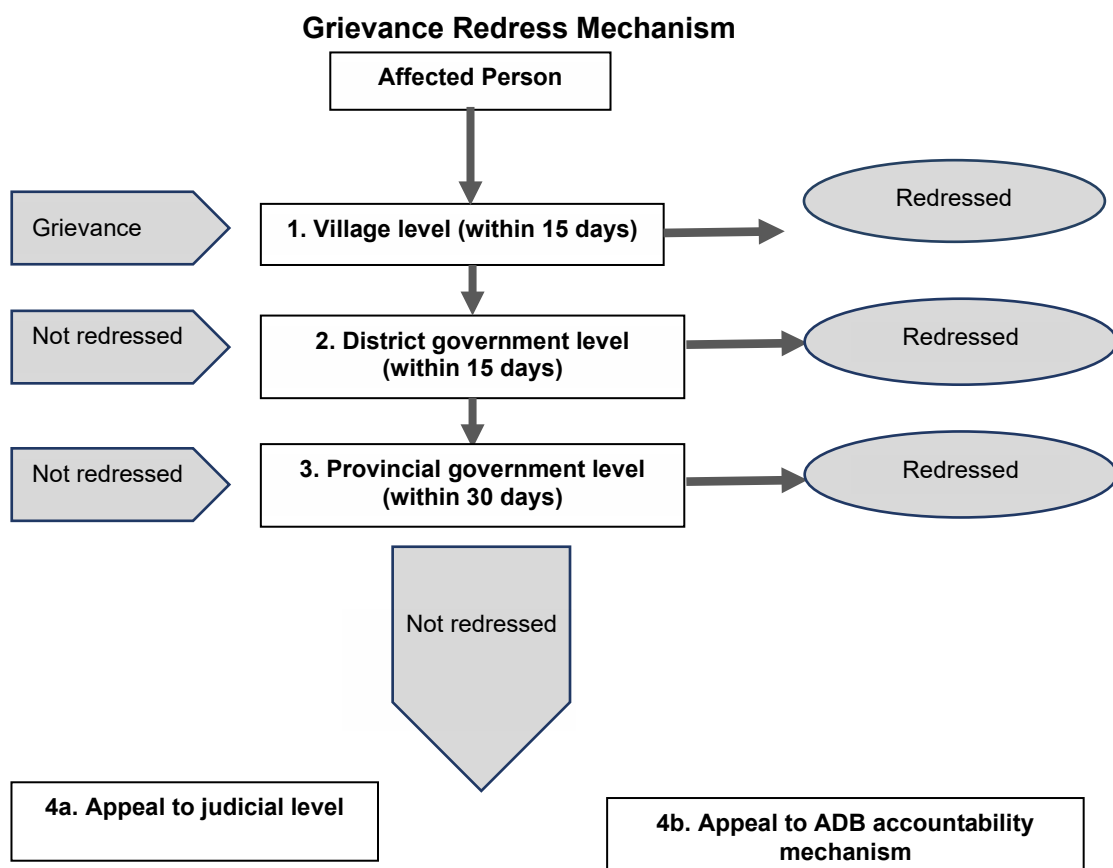 Grievance Redress Mechanism
Affected Person
Grievance
1. Village level (within 15 days)
Redressed
Not redressed
2. District government level
(within 15 days)
Redressed
Not redressed
3. Provincial government level
(within 30 days)
Redressed
Not redressed
4a. Appeal to judicial level
4b. Appeal to ADB accountability
mechanism